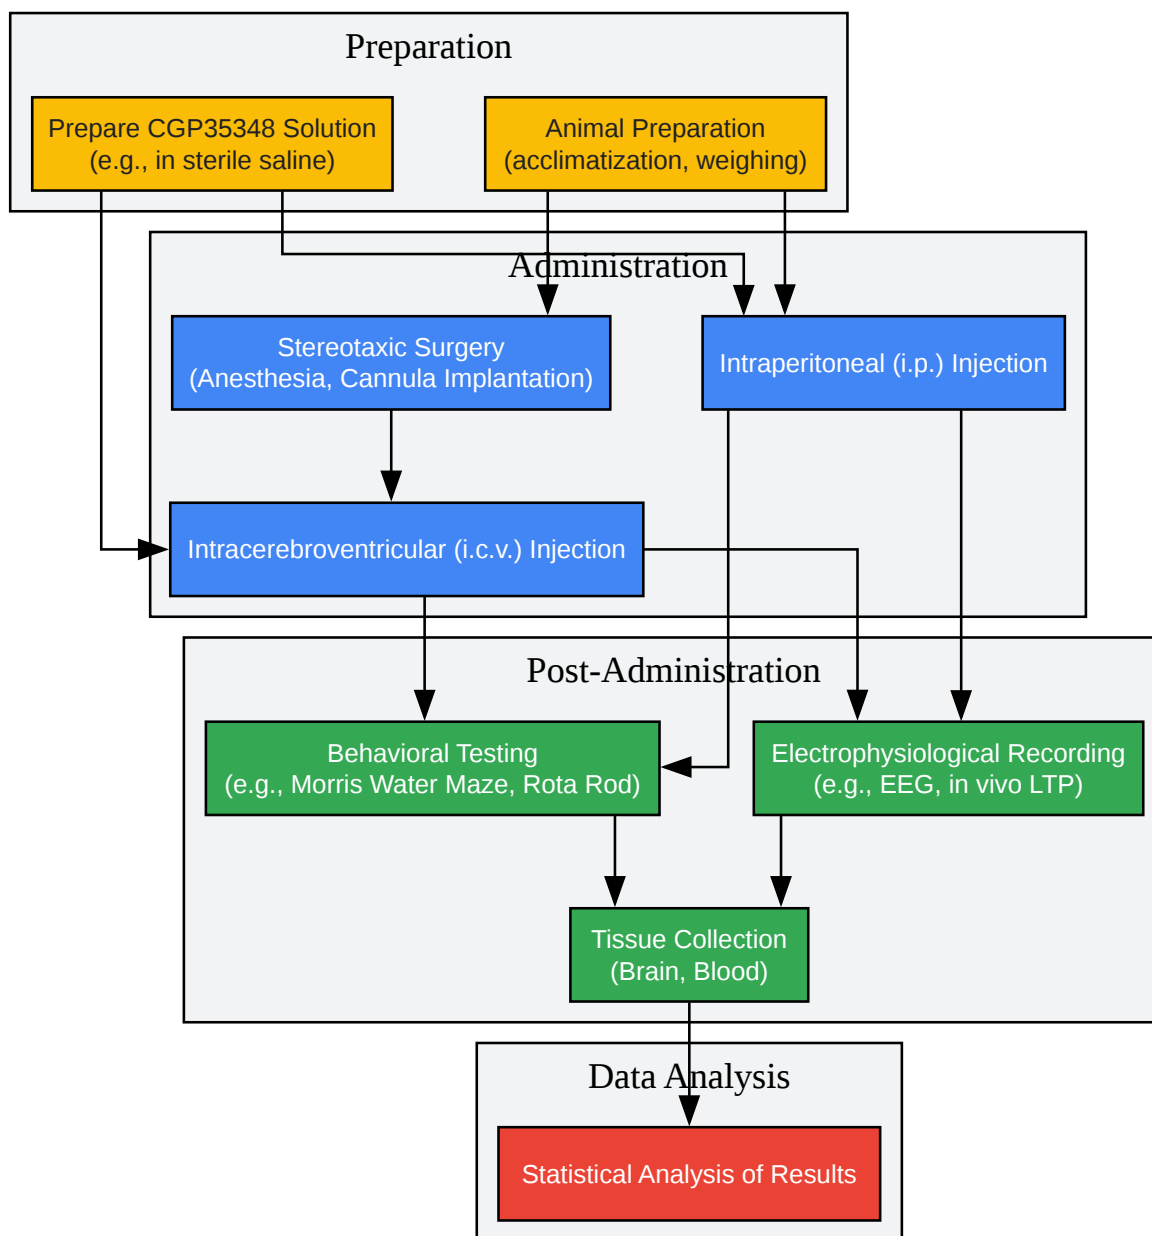 Preparation
Prepare CGP35348 Solution
(e.g., in sterile saline)
Animal Preparation
(acclimatization, weighing)
Administration
Stereotaxic Surgery
(Anesthesia, Cannula Implantation)
Intraperitoneal (i.p.) Injection
Intracerebroventricular (i.c.v.) Injection
Post-Administration
Behavioral Testing
(e.g., Morris Water Maze, Rota Rod)
Electrophysiological Recording
(e.g., EEG, in vivo LTP)
Tissue Collection
(Brain, Blood)
Data Analysis
Statistical Analysis of Results